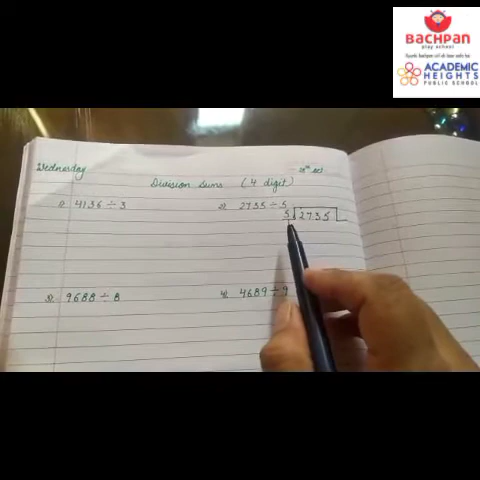 BACHPAN
play school
ACADEMIC
HEIGHTS
PUBLIC SCHOOL
Wednesday
Division Sums (4 digit)
1) 4136 ÷ 3
2) 2735 ÷ 5
5 2735
3) 9688 ÷ 8
4) 4689 ÷ 9